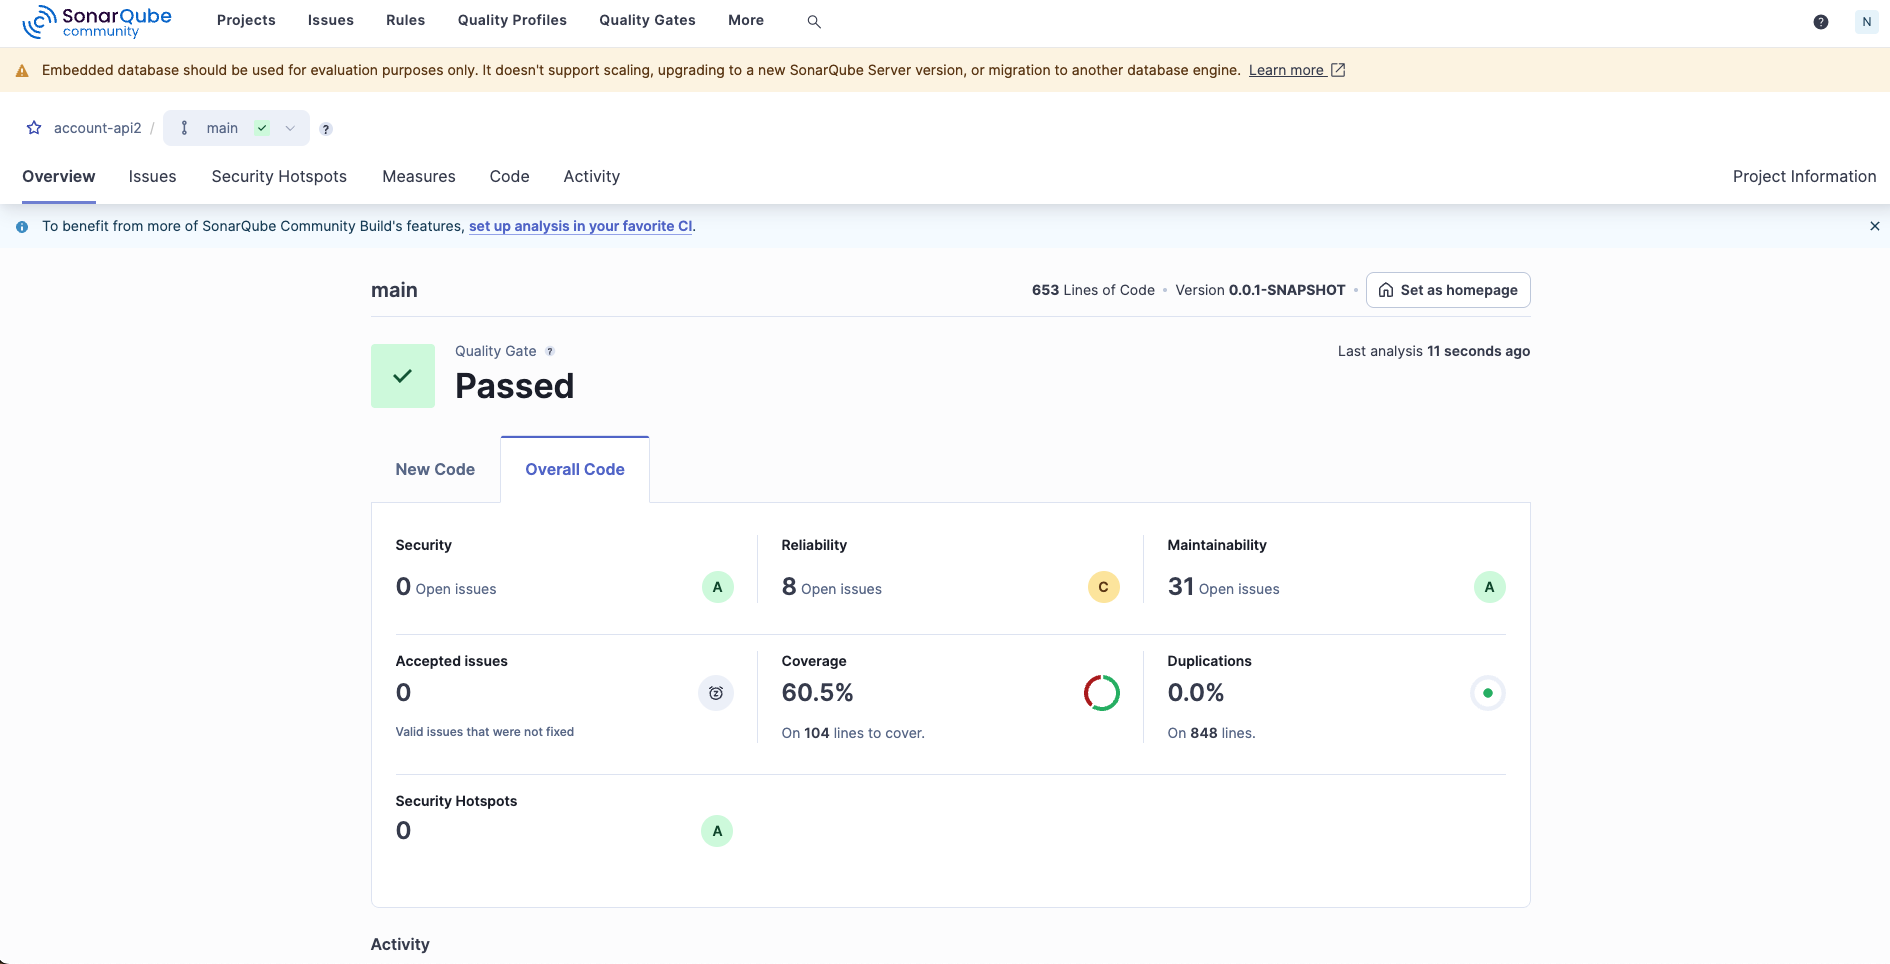 SonarQube community
Projects Issues Rules Quality Profiles Quality Gates More
? N
Embedded database should be used for evaluation purposes only. It doesn't support scaling, upgrading to a new SonarQube Server version, or migration to another database engine. Learn more
account-api2 / main ?
Overview Issues Security Hotspots Measures Code Activity Project Information
To benefit from more of SonarQube Community Build's features, set up analysis in your favorite CI.
main
653 Lines of Code • Version 0.0.1-SNAPSHOT • Set as homepage
Quality Gate ?
Last analysis 11 seconds ago
Passed
New Code Overall Code
Security Reliability Maintainability
0 Open issues A 8 Open issues C 31 Open issues A
Accepted issues Coverage Duplications
0 60.5% 0.0%
Valid issues that were not fixed On 104 lines to cover. On 848 lines.
Security Hotspots
0 A
Activity